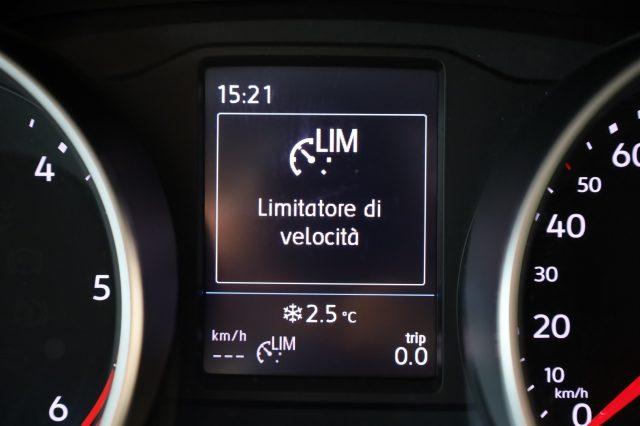 15:21
LIM
Limitatore di
velocità
2.5 °C
km/h
LIM
trip
---
0.0
4
5
6
60
50
40
30
20
10
km/h
0